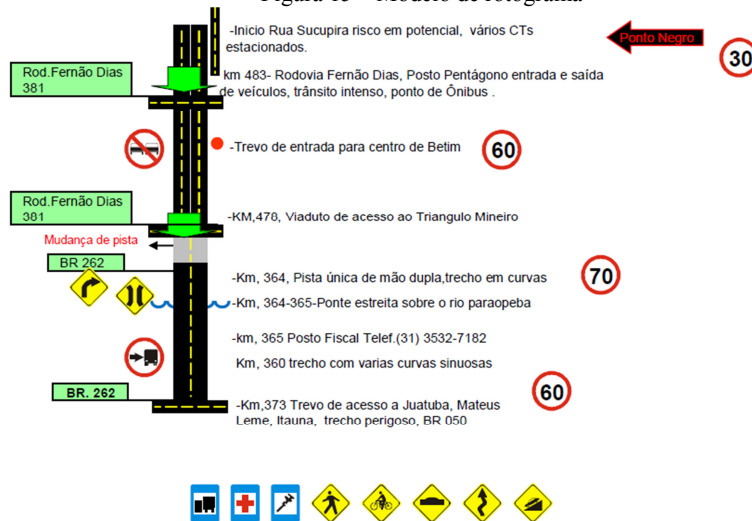 Figura 15 – Modelo de rotograma
-Inicio Rua Sucupira risco em potencial, vários CTs
estacionados.
Ponto Negro
30
Rod.Fernão Dias
381
km 483- Rodovia Fernão Dias, Posto Pentágono entrada e saída
de veículos, trânsito intenso, ponto de Ônibus .
-Trevo de entrada para centro de Betim
60
Rod.Fernão Dias
381
-KM,478, Viaduto de acesso ao Triangulo Mineiro
Mudança de pista
BR 262
-Km, 364, Pista única de mão dupla,trecho em curvas
70
-Km, 364-365-Ponte estreita sobre o rio paraopeba
-km, 365 Posto Fiscal Telef.(31) 3532-7182
Km, 360 trecho com varias curvas sinuosas
BR. 262
60
-Km,373 Trevo de acesso a Juatuba, Mateus
Leme, Itauna, trecho perigoso, BR 050